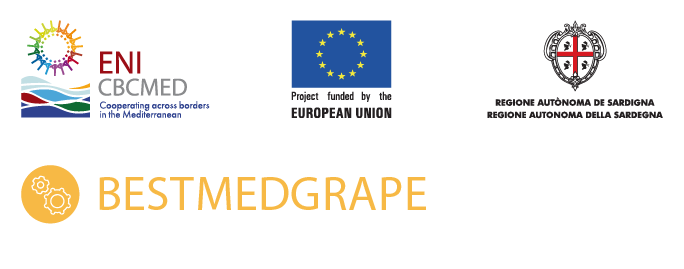 ENI
CBCMED
Cooperating across borders
in the Mediterranean
Project funded by the
EUROPEAN UNION
REGIONE AUTÒNOMA DE SARDIGNA
REGIONE AUTONOMA DELLA SARDEGNA
BESTMEDGRAPE